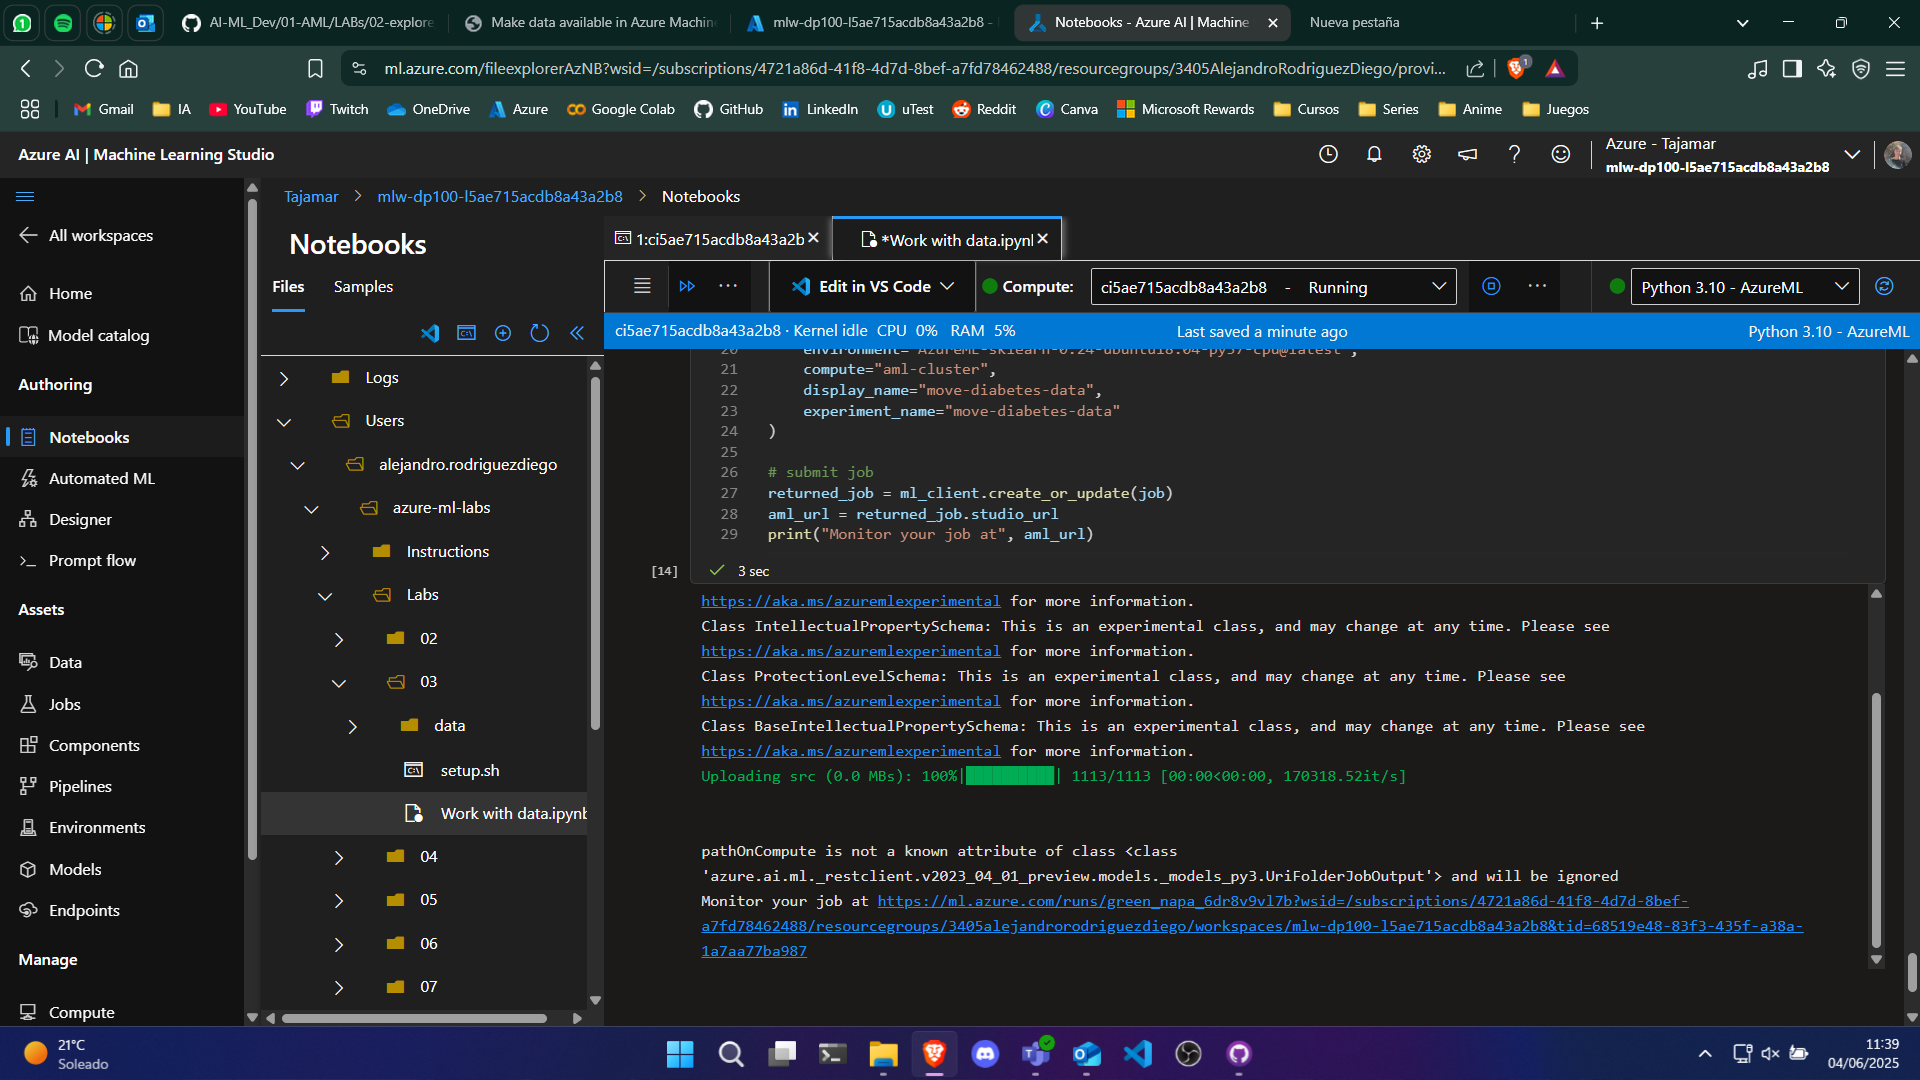 AI-ML_Dev/01-AML/LABs/02-explore
Make data available in Azure Machin
mlw-dp100-l5ae715acdb8a43a2b8 -
Notebooks - Azure AI | Machine
Nueva pestaña
ml.azure.com/fileexplorerAzNB?wsid=/subscriptions/4721a86d-41f8-4d7d-8bef-a7fd78462488/resourcegroups/3405AlejandroRodriguezDiego/provi...
Gmail
IA
YouTube
Twitch
OneDrive
Azure
Google Colab
GitHub
LinkedIn
uTest
Reddit
Canva
Microsoft Rewards
Cursos
Series
Anime
Juegos
Azure AI | Machine Learning Studio
Azure - Tajamar
mlw-dp100-l5ae715acdb8a43a2b8
All workspaces
Home
Model catalog
Authoring
Notebooks
Automated ML
Designer
Prompt flow
Assets
Data
Jobs
Components
Pipelines
Environments
Models
Endpoints
Manage
Compute
Tajamar > mlw-dp100-l5ae715acdb8a43a2b8 > Notebooks
Notebooks
Files
Samples
Logs
Users
alejandro.rodriguezdiego
azure-ml-labs
Instructions
Labs
02
03
data
setup.sh
Work with data.ipynb
04
05
06
07
1:ci5ae715acdb8a43a2b
*Work with data.ipynb
Edit in VS Code
Compute:
ci5ae715acdb8a43a2b8 - Running
Python 3.10 - AzureML
ci5ae715acdb8a43a2b8 · Kernel idle CPU 0% RAM 5%
Last saved a minute ago
Python 3.10 - AzureML
20 environment="AzureML-sklearn-0.24-ubuntu18.04-py37-cpu@latest",
21 compute="aml-cluster",
22 display_name="move-diabetes-data",
23 experiment_name="move-diabetes-data"
24 )
25
26 # submit job
27 returned_job = ml_client.create_or_update(job)
28 aml_url = returned_job.studio_url
29 print("Monitor your job at", aml_url)
[14]
3 sec
https://aka.ms/azuremlexperimental for more information.
Class IntellectualPropertySchema: This is an experimental class, and may change at any time. Please see
https://aka.ms/azuremlexperimental for more information.
Class ProtectionLevelSchema: This is an experimental class, and may change at any time. Please see
https://aka.ms/azuremlexperimental for more information.
Class BaseIntellectualPropertySchema: This is an experimental class, and may change at any time. Please see
https://aka.ms/azuremlexperimental for more information.
Uploading src (0.0 MBs): 100%|██████████| 1113/1113 [00:00<00:00, 170318.52it/s]
pathOnCompute is not a known attribute of class <class
'azure.ai.ml._restclient.v2023_04_01_preview.models._models_py3.UriFolderJobOutput'> and will be ignored
Monitor your job at https://ml.azure.com/runs/green_napa_6dr8v9vl7b?wsid=/subscriptions/4721a86d-41f8-4d7d-8bef-
a7fd78462488/resourcegroups/3405alejandrorodriguezdiego/workspaces/mlw-dp100-l5ae715acdb8a43a2b8&tid=68519e48-83f3-435f-a38a-
1a7aa77ba987
21°C
Soleado
11:39
04/06/2025